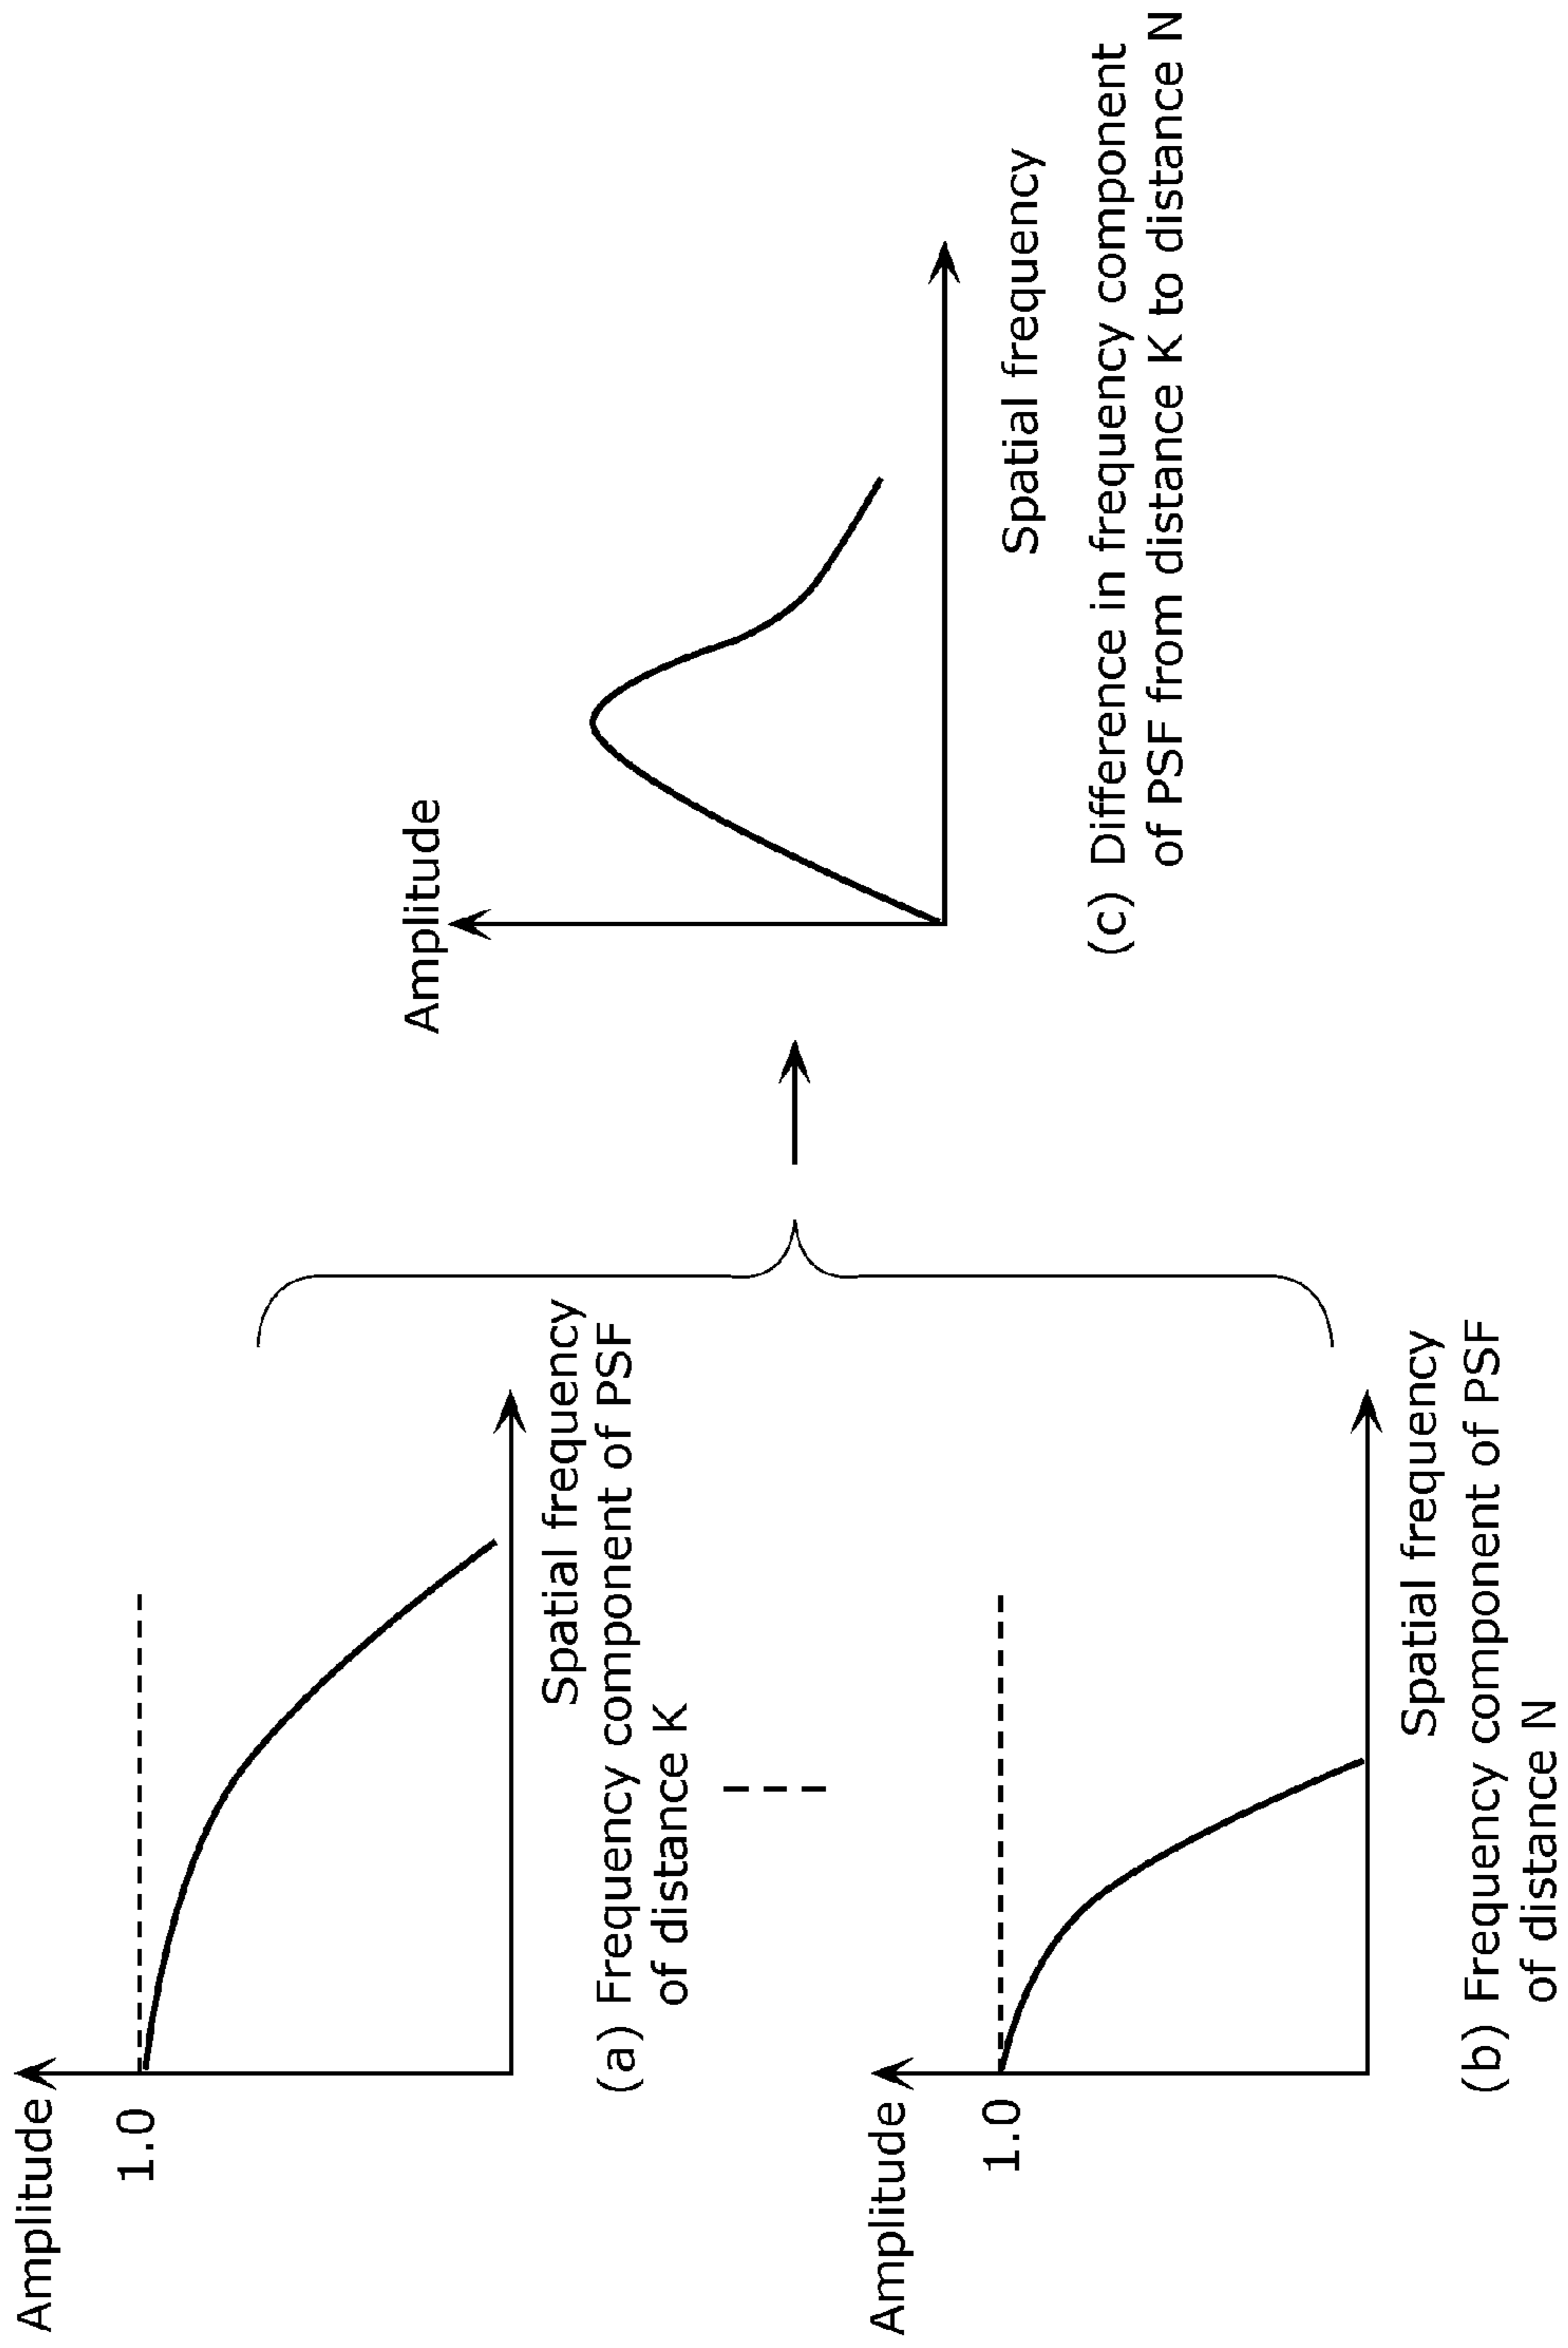 Amplitude
1.0
Spatial frequency
(a) Frequency component of PSF
of distance K
Amplitude
1.0
Spatial frequency
(b) Frequency component of PSF
of distance N
Amplitude
Spatial frequency
(c) Difference in frequency component
of PSF from distance K to distance N